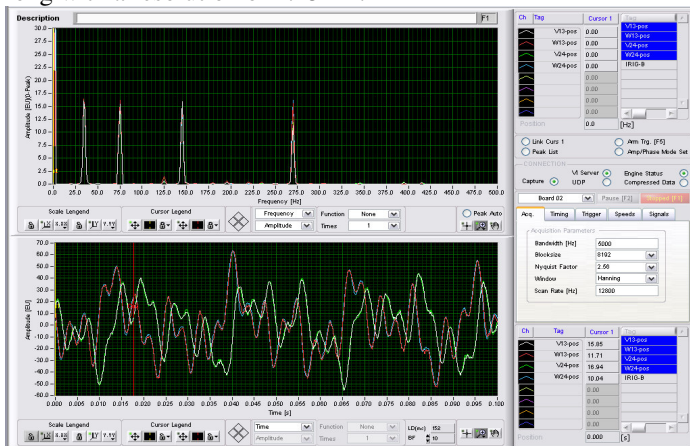 Description
F1
Amplitude [EU](0-Peak)
30.0
27.5
25.0
22.5
20.0
17.5
15.0
12.5
10.0
7.5
5.0
2.5
0.0
0.0 25.0 50.0 75.0 100.0 125.0 150.0 175.0 200.0 225.0 250.0 275.0 300.0 325.0 350.0 375.0 400.0 425.0 450.0 475.0 500.0
Frequency [Hz]
Scale Lengend
Cursor Legend
Frequency
Amplitude
Function
None
Times
1
Peak Auto
Amplitude [EU]
70.0
60.0
50.0
40.0
30.0
20.0
10.0
0.0
-10.0
-20.0
-30.0
-40.0
-50.0
-60.0
0.000 0.005 0.010 0.015 0.020 0.025 0.030 0.035 0.040 0.045 0.050 0.055 0.060 0.065 0.070 0.075 0.080 0.085 0.090 0.095 0.100
Time [s]
Scale Lengend
Cursor Legend
Time
Amplitude
Function
None
Times
1
LD(nc) 152
BF 10
Ch Tag Cursor 1 Tag
V13-pos 0.00 V13-pos
W13-pos 0.00 W13-pos
V24-pos 0.00 V24-pos
W24-pos 0.00 W24-pos
0.00 IRIG-B
0.00
0.00
0.00
Position 0.0 [Hz]
Link Curs 1
Arm Trg. [F5]
Peak List
Amp/Phase Mode Set
CONNECTION
Capture
VI Server
UDP
Engine Status
Compressed Data
Board 02
Pause [F2]
Stopped [F1]
Acq. Timing Trigger Speeds Signals
Acquisition Parameters
Bandwidth [Hz] 5000
Blocksize 8192
Nyquist Factor 2.56
Window Hanning
Scan Rate [Hz] 12800
Ch Tag Cursor 1 Tag
V13-pos 15.85 V13-pos
W13-pos 11.71 W13-pos
V24-pos 16.94 V24-pos
W24-pos 10.04 W24-pos
0.00 IRIG-B
0.00
0.00
0.00
Position 0.000 [s]